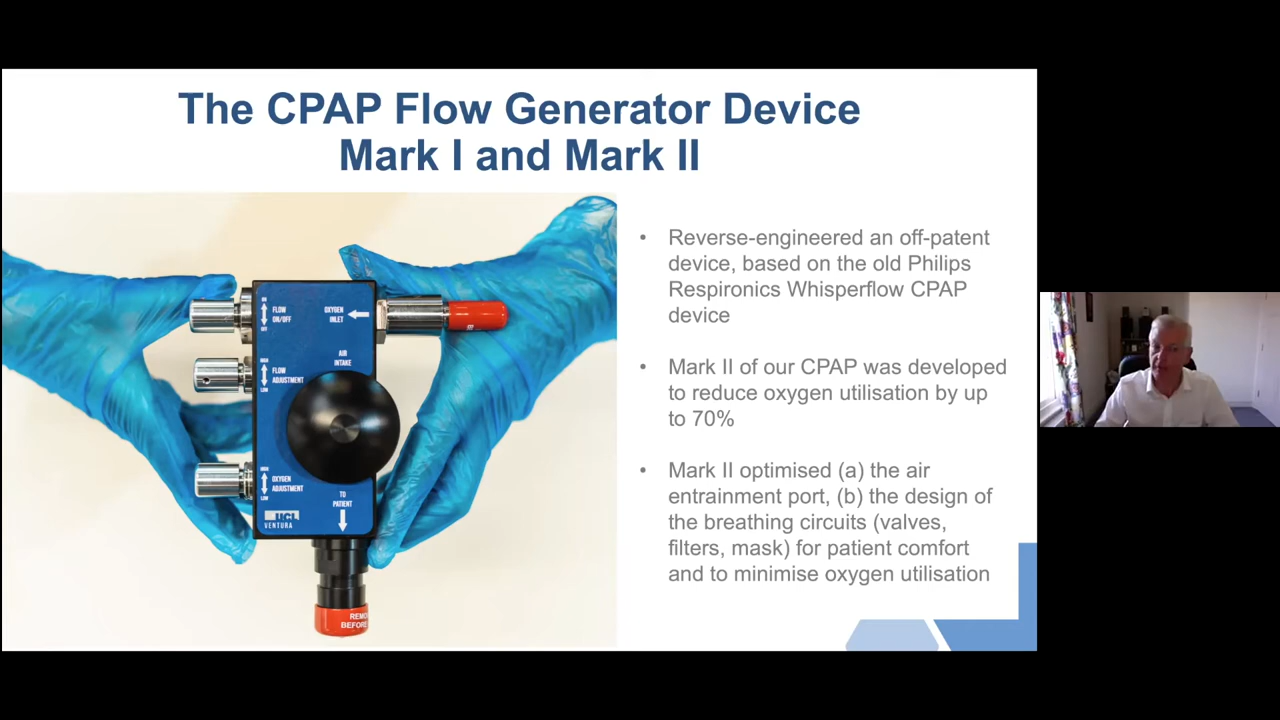 The CPAP Flow Generator Device
Mark I and Mark II
ON
OFF
FLOW
ON/OFF
OXYGEN
INLET
AIR
INTAKE
HIGH
LOW
FLOW
ADJUSTMENT
HIGH
LOW
OXYGEN
ADJUSTMENT
TO
PATIENT
UCL
VENTURA
BEFORE
• Reverse-engineered an off-patent
device, based on the old Philips
Respironics Whisperflow CPAP
device
• Mark II of our CPAP was developed
to reduce oxygen utilisation by up
to 70%
• Mark II optimised (a) the air
entrainment port, (b) the design of
the breathing circuits (valves,
filters, mask) for patient comfort
and to minimise oxygen utilisation